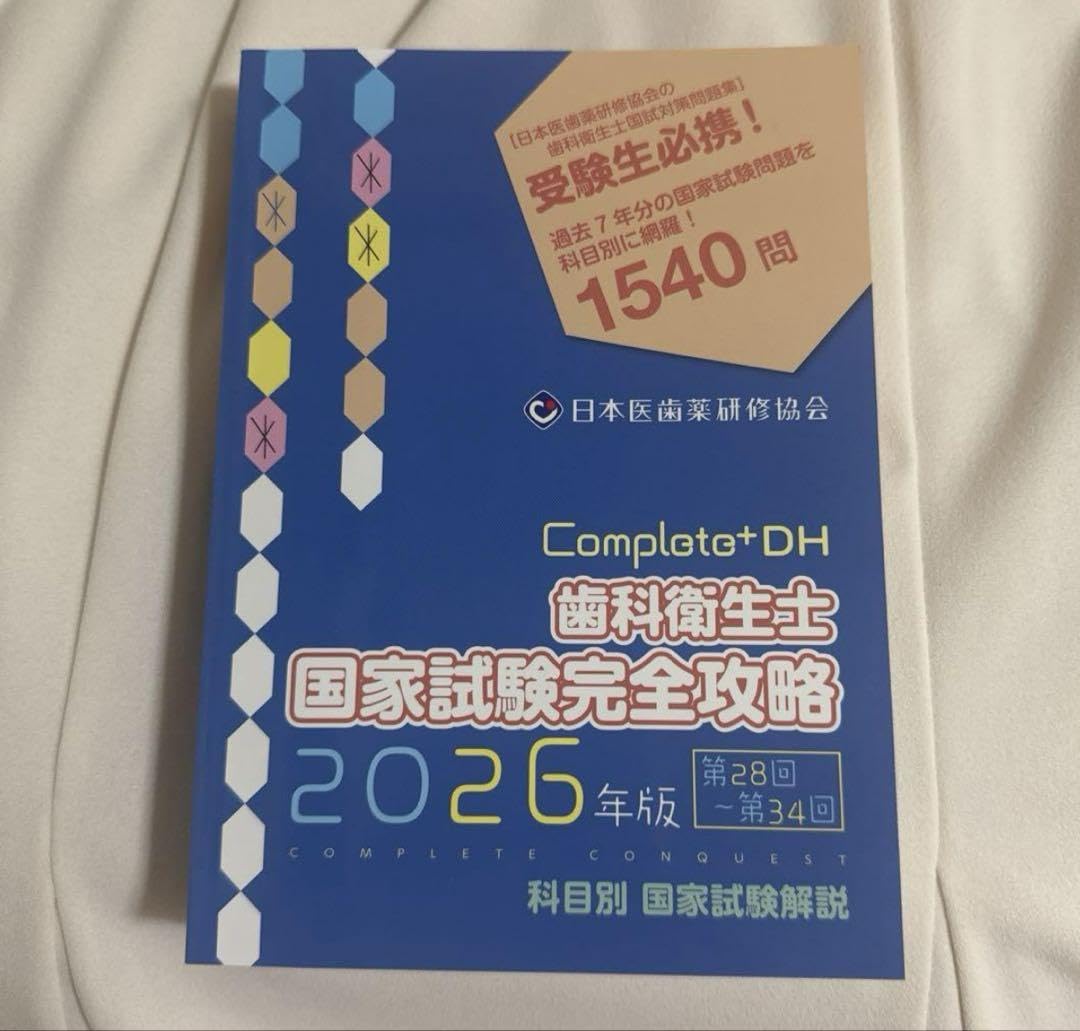 [日本医歯薬研修協会の
歯科衛生士国試対策問題集]
受験生必携！
過去7年分の国家試験問題を
科目別に網羅！
1540問
日本医歯薬研修協会
Complete+DH
歯科衛生士
国家試験完全攻略
2026年版
第28回
～第34回
COMPLETE CONQUEST
科目別 国家試験解説